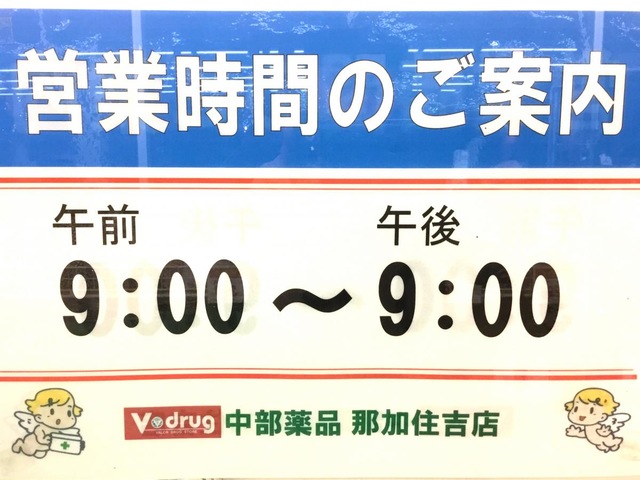 営業時間のご案内
午前 午後
9:00～9:00
V•drug 中部薬品 那加住吉店